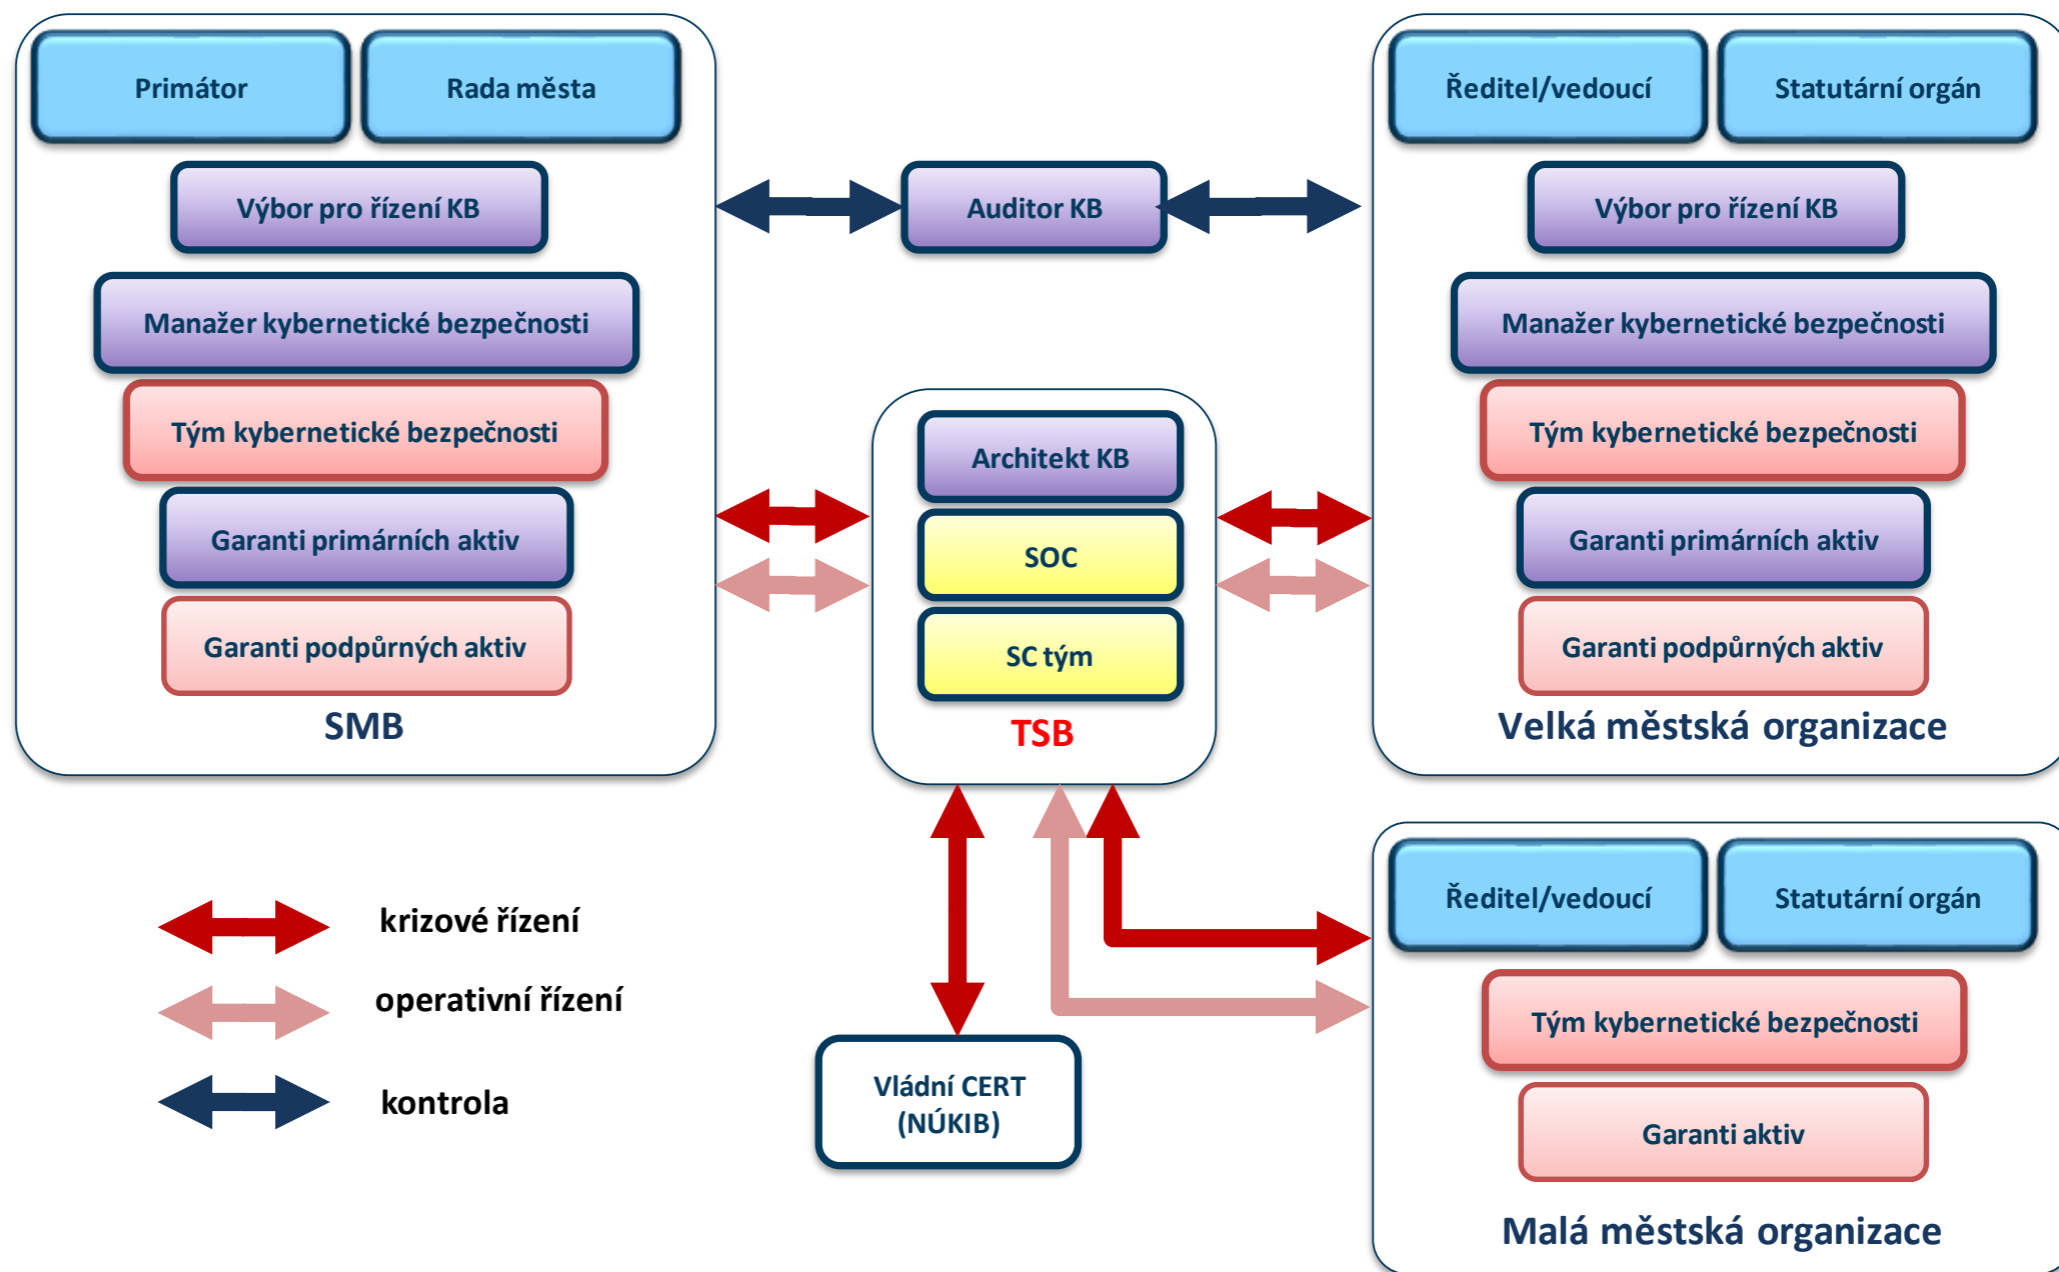 Primátor
Rada města
Výbor pro řízení KB
Manažer kybernetické bezpečnosti
Tým kybernetické bezpečnosti
Garanti primárních aktiv
Garanti podpůrných aktiv
SMB
Auditor KB
Architekt KB
SOC
SC tým
TSB
Ředitel/vedoucí
Statutární orgán
Výbor pro řízení KB
Manažer kybernetické bezpečnosti
Tým kybernetické bezpečnosti
Garanti primárních aktiv
Garanti podpůrných aktiv
Velká městská organizace
krizové řízení
operativní řízení
kontrola
Vládní CERT
(NÚKIB)
Ředitel/vedoucí
Statutární orgán
Tým kybernetické bezpečnosti
Garanti aktiv
Malá městská organizace